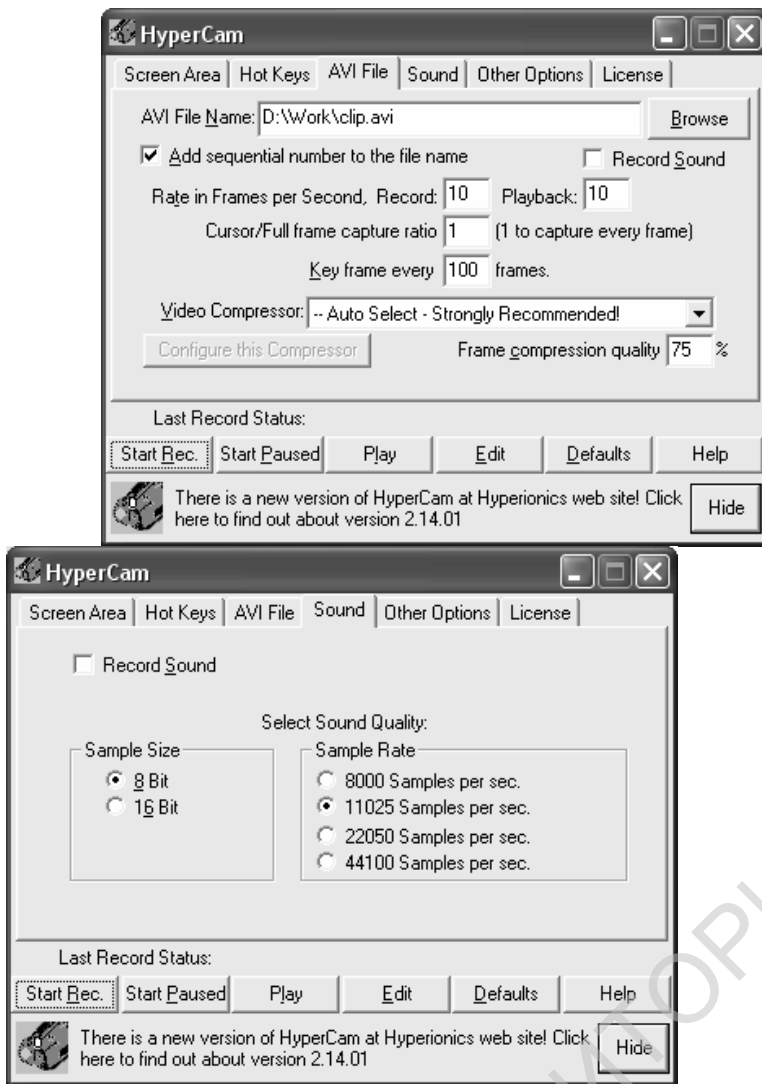 HyperCam
Screen Area Hot Keys AVI File Sound Other Options License
AVI File Name: D:\Work\clip.avi Browse
Add sequential number to the file name Record Sound
Rate in Frames per Second, Record: 10 Playback: 10
Cursor/Full frame capture ratio 1 (1 to capture every frame)
Key frame every 100 frames.
Video Compressor: -- Auto Select - Strongly Recommended!
Configure this Compressor Frame compression quality 75 %
Last Record Status:
Start Rec. Start Paused Play Edit Defaults Help
There is a new version of HyperCam at Hyperionics web site! Click
here to find out about version 2.14.01
Hide
HyperCam
Screen Area Hot Keys AVI File Sound Other Options License
Record Sound
Select Sound Quality:
Sample Size Sample Rate
8 Bit 8000 Samples per sec.
16 Bit 11025 Samples per sec.
22050 Samples per sec.
44100 Samples per sec.
Last Record Status:
Start Rec. Start Paused Play Edit Defaults Help
There is a new version of HyperCam at Hyperionics web site! Click
here to find out about version 2.14.01
Hide